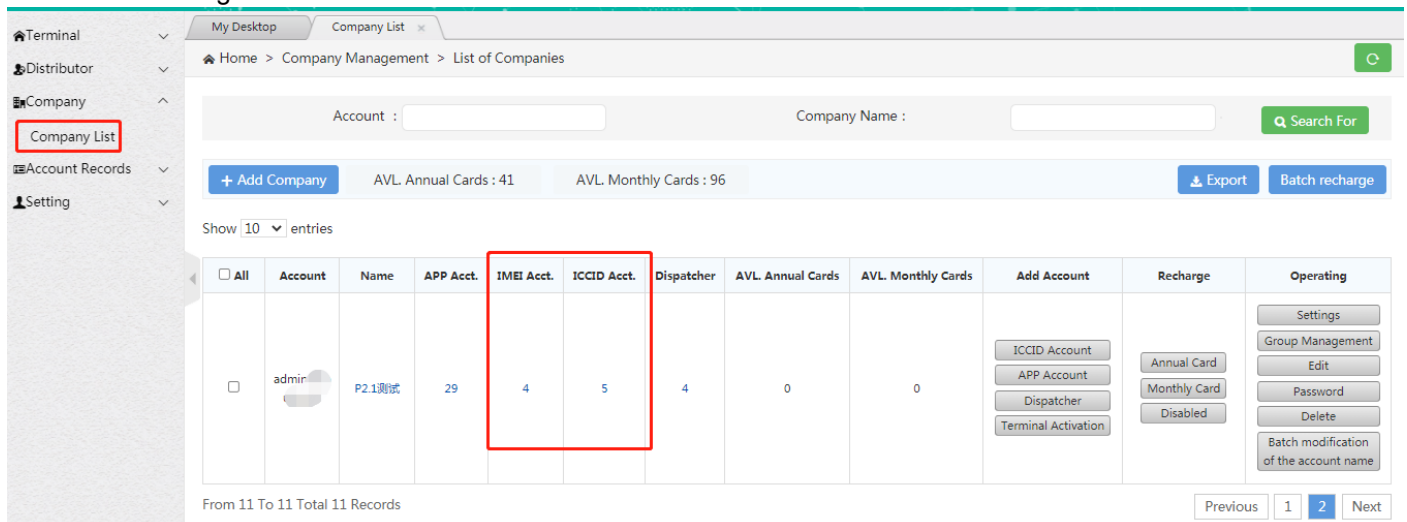 Terminal
Distributor
Company
Company List
Account Records
Setting
My Desktop
Company List ×
Home > Company Management > List of Companies
Account :
Company Name :
Search For
+ Add Company
AVL. Annual Cards : 41
AVL. Monthly Cards : 96
Export
Batch recharge
Show 10 entries
All
Account
Name
APP Acct.
IMEI Acct.
ICCID Acct.
Dispatcher
AVL. Annual Cards
AVL. Monthly Cards
Add Account
Recharge
Operating
P2.1测试
29
4
5
4
0
0
ICCID Account
APP Account
Dispatcher
Terminal Activation
Annual Card
Monthly Card
Disabled
Settings
Group Management
Edit
Password
Delete
Batch modification
of the account name
From 11 To 11 Total 11 Records
Previous
1
2
Next